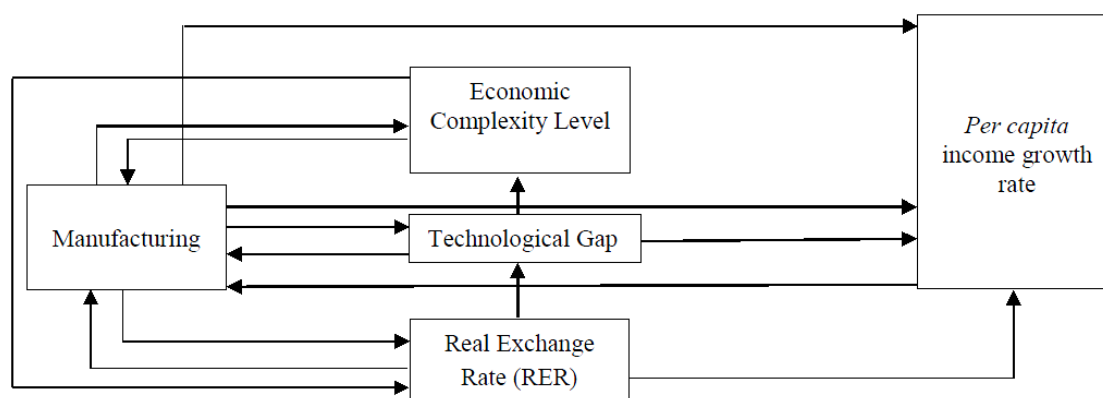 Economic
Complexity Level
Per capita
income growth
rate
Manufacturing
Technological Gap
Real Exchange
Rate (RER)